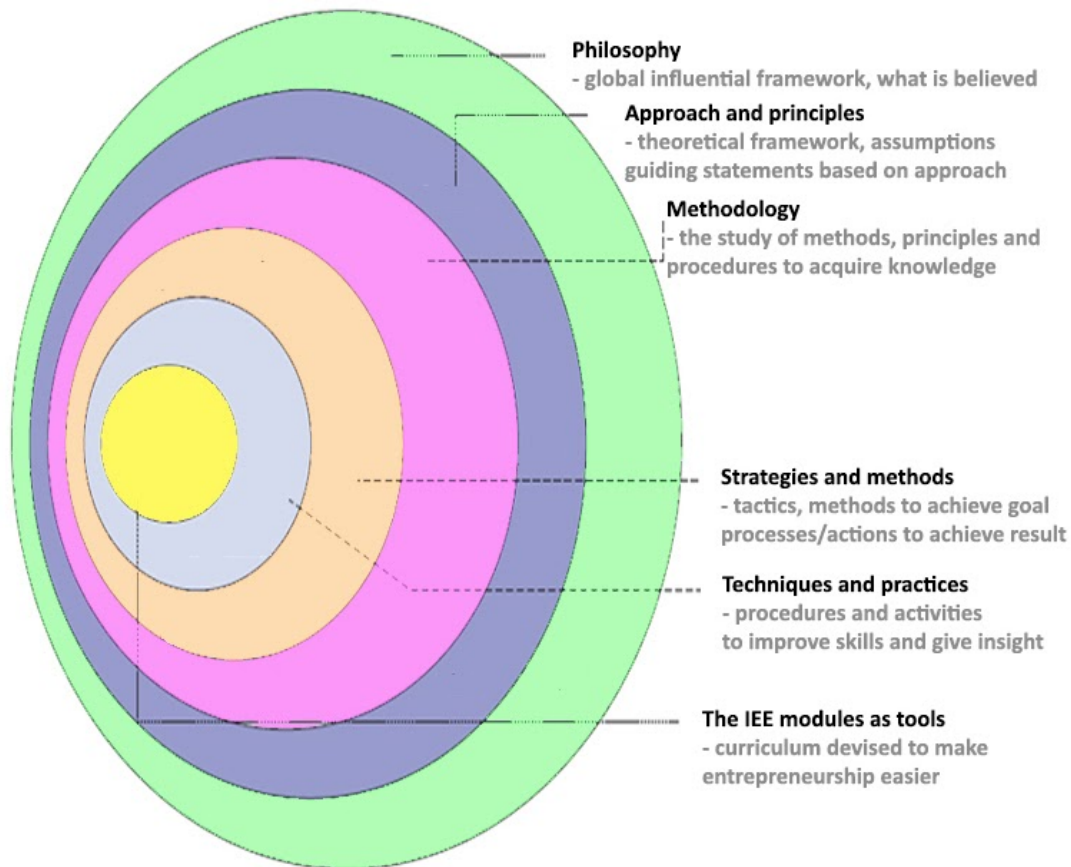 Philosophy
- global influential framework, what is believed
Approach and principles
- theoretical framework, assumptions
guiding statements based on approach
Methodology
- the study of methods, principles and
procedures to acquire knowledge
Strategies and methods
- tactics, methods to achieve goal
processes/actions to achieve result
Techniques and practices
- procedures and activities
to improve skills and give insight
The IEE modules as tools
- curriculum devised to make
entrepreneurship easier